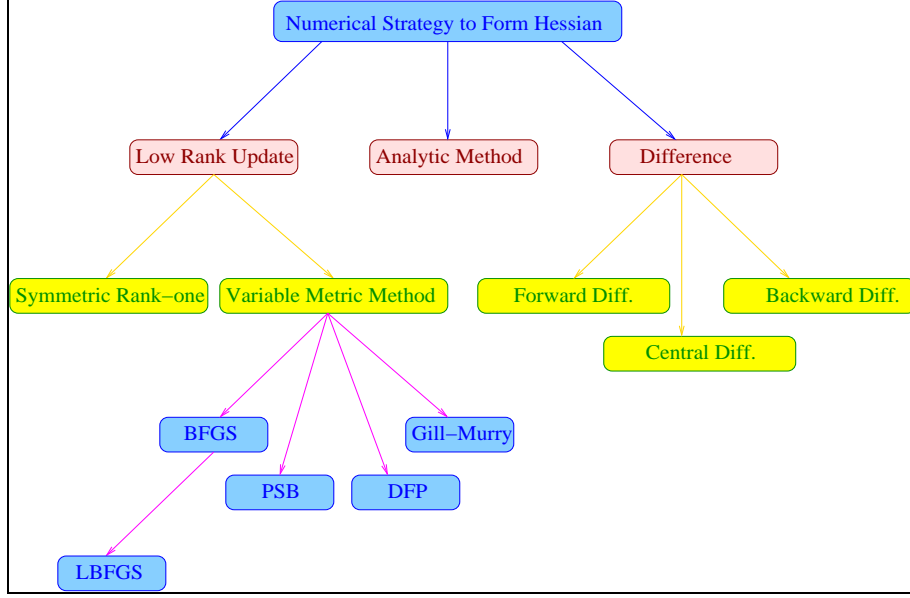 Numerical Strategy to Form Hessian
Low Rank Update
Analytic Method
Difference
Symmetric Rank−one
Variable Metric Method
Forward Diff.
Backward Diff.
Central Diff.
BFGS
Gill−Murry
PSB
DFP
LBFGS